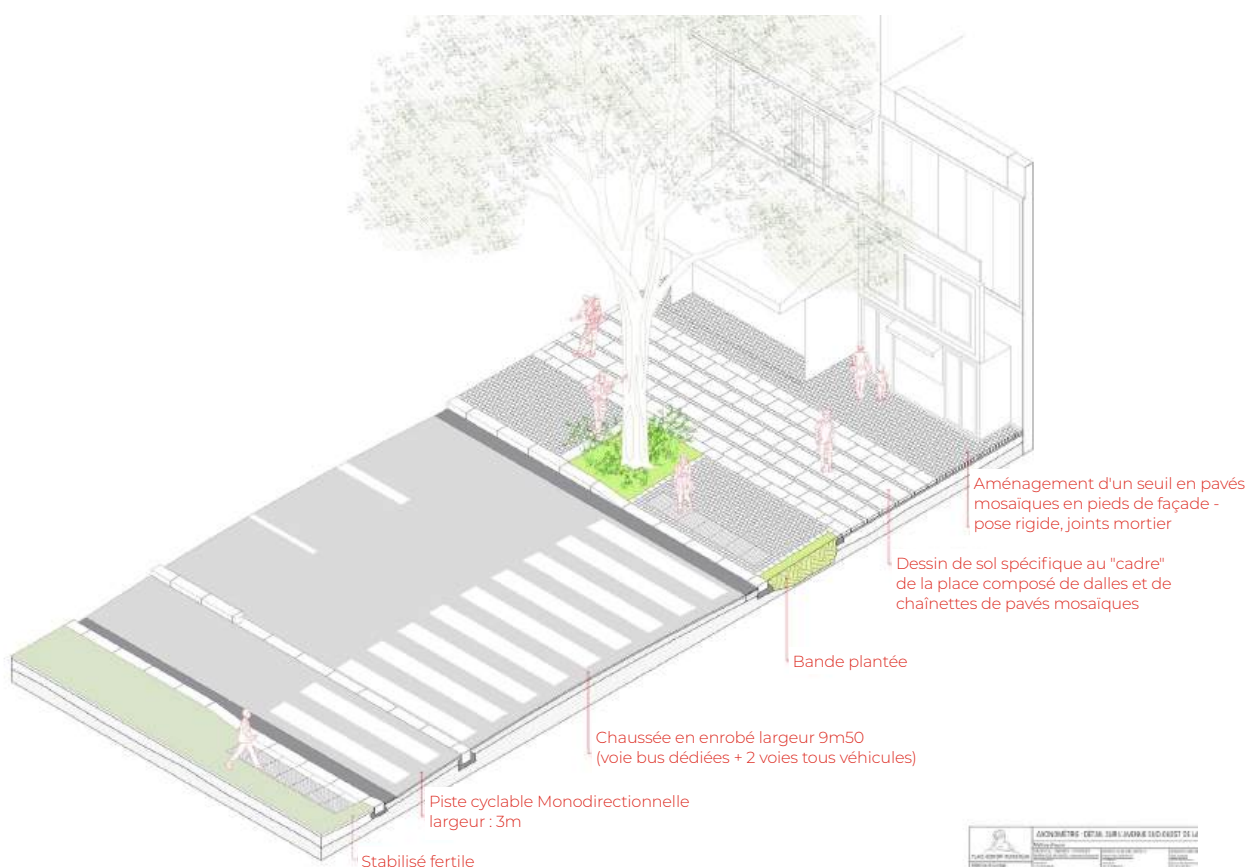 Aménagement d'un seuil en pavés
mosaïques en pieds de façade -
pose rigide, joints mortier
Dessin de sol spécifique au "cadre"
de la place composé de dalles et de
chaînettes de pavés mosaïques
Bande plantée
Chaussée en enrobé largeur 9m50
(voie bus dédiées + 2 voies tous véhicules)
Piste cyclable Monodirectionnelle
largeur : 3m
Stabilisé fertile